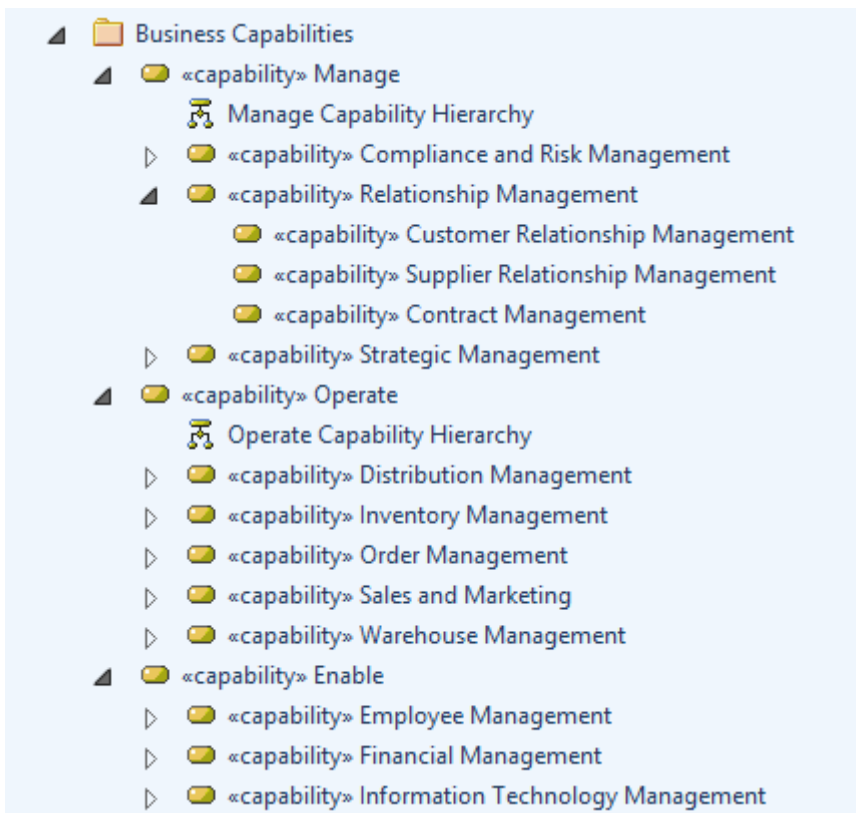 Business Capabilities
«capability» Manage
Manage Capability Hierarchy
«capability» Compliance and Risk Management
«capability» Relationship Management
«capability» Customer Relationship Management
«capability» Supplier Relationship Management
«capability» Contract Management
«capability» Strategic Management
«capability» Operate
Operate Capability Hierarchy
«capability» Distribution Management
«capability» Inventory Management
«capability» Order Management
«capability» Sales and Marketing
«capability» Warehouse Management
«capability» Enable
«capability» Employee Management
«capability» Financial Management
«capability» Information Technology Management